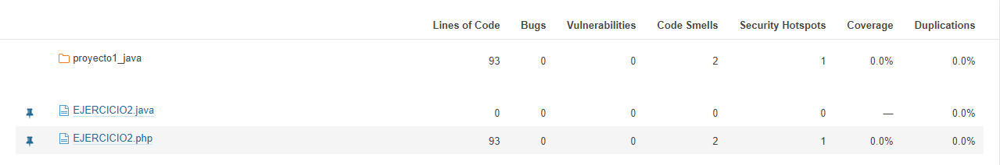 Lines of Code Bugs Vulnerabilities Code Smells Security Hotspots Coverage Duplications
proyecto1_java 93 0 0 2 1 0.0% 0.0%
EJERCICIO2.java 0 0 0 0 0 — 0.0%
EJERCICIO2.php 93 0 0 2 1 0.0% 0.0%